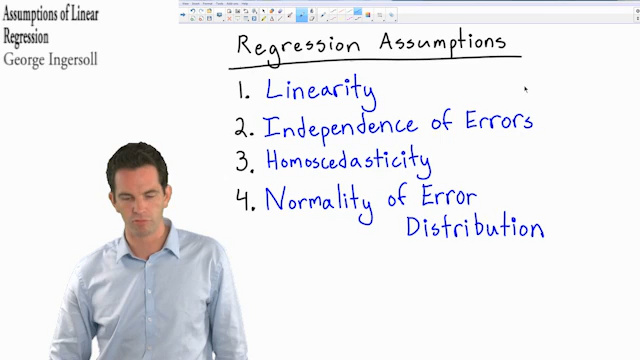 Assumptions of Linear
Regression
George Ingersoll
Regression Assumptions
1. Linearity
2. Independence of Errors
3. Homoscedasticity
4. Normality of Error
Distribution